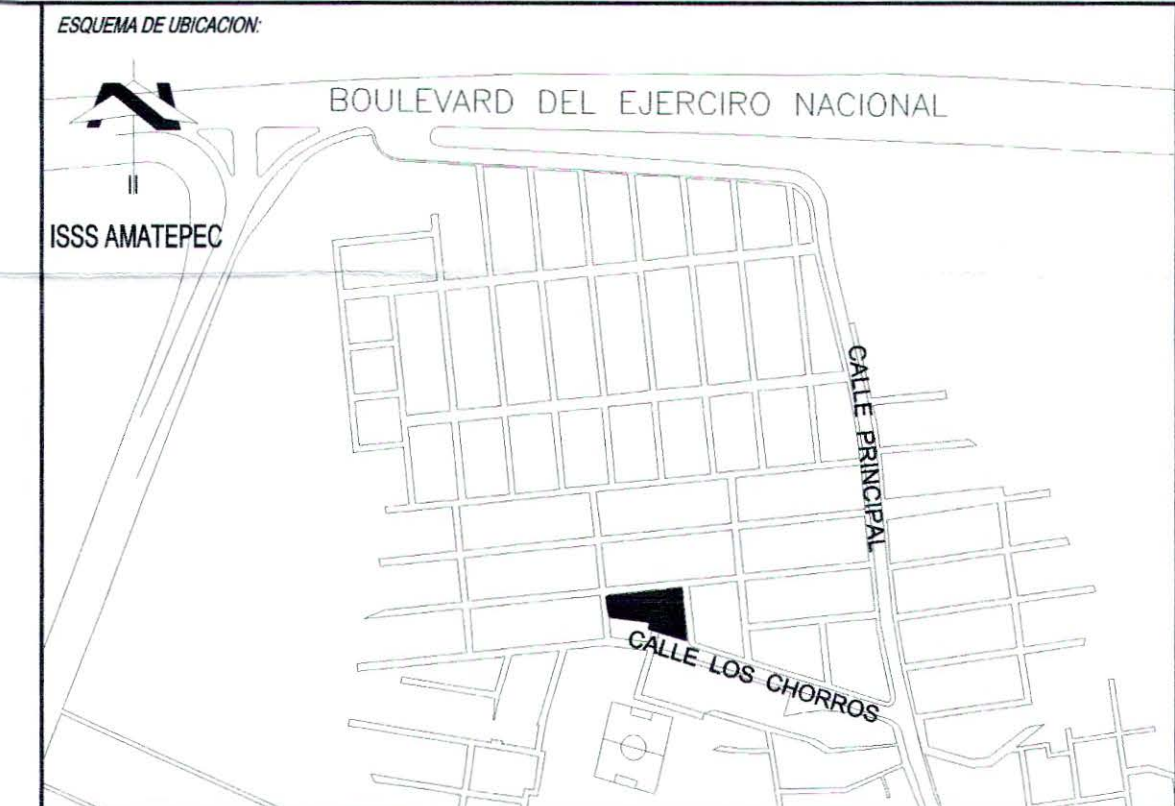 ESQUEMA DE UBICACION:
BOULEVARD DEL EJERCIRO NACIONAL
ISSS AMATEPEC
CALLE PRINCIPAL
CALLE LOS CHORROS